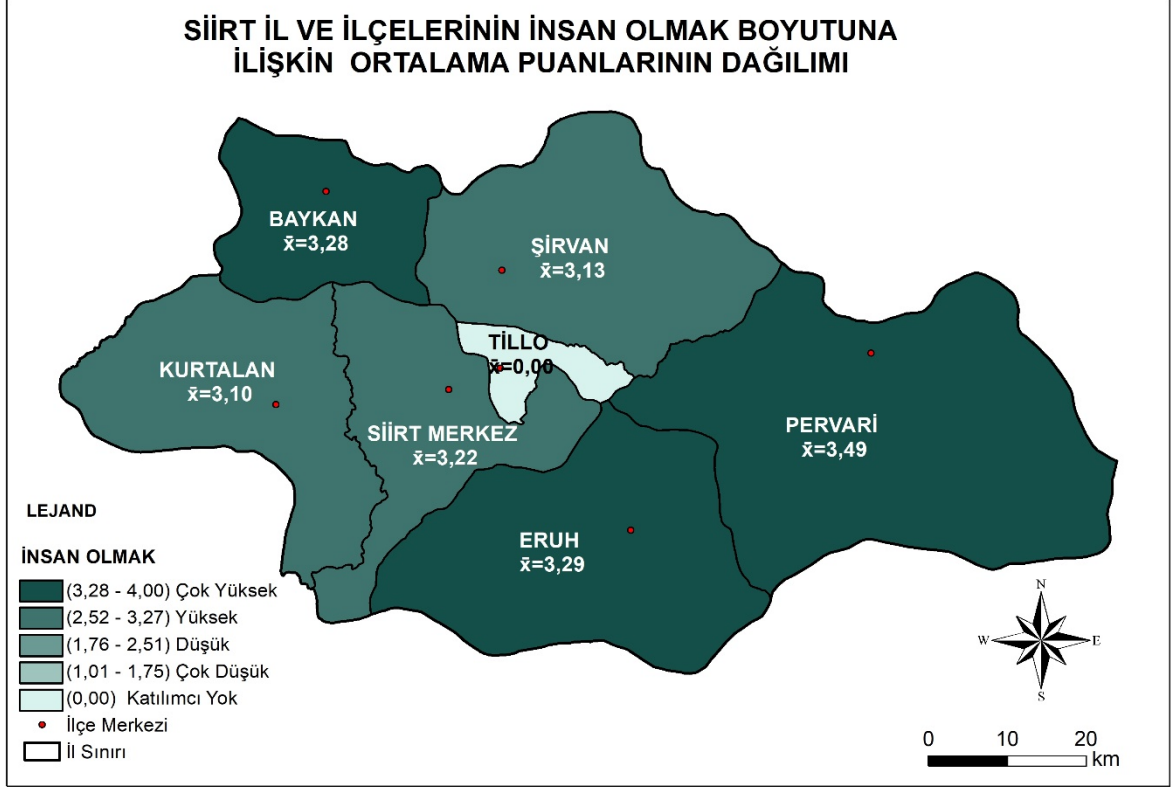 SİİRT İL VE İLÇELERİNİN İNSAN OLMAK BOYUTUNA
İLİŞKİN ORTALAMA PUANLARININ DAĞILIMI
BAYKAN
x̄=3,28
ŞİRVAN
x̄=3,13
TİLLO
x̄=0,00
KURTALAN
x̄=3,10
SİİRT MERKEZ
x̄=3,22
PERVARİ
x̄=3,49
ERUH
x̄=3,29
LEJAND
İNSAN OLMAK
(3,28 - 4,00) Çok Yüksek
(2,52 - 3,27) Yüksek
(1,76 - 2,51) Düşük
(1,01 - 1,75) Çok Düşük
(0,00) Katılımcı Yok
İlçe Merkezi
İl Sınırı
N
W E
S
0 10 20
km